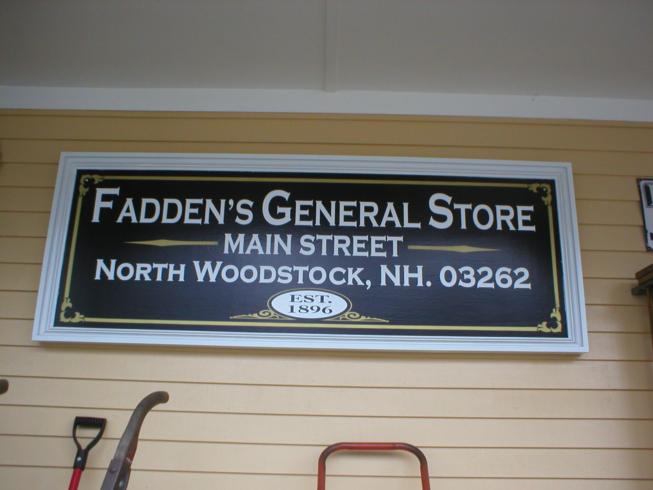 FADDEN'S GENERAL STORE
MAIN STREET
NORTH WOODSTOCK, NH. 03262
EST.
1896